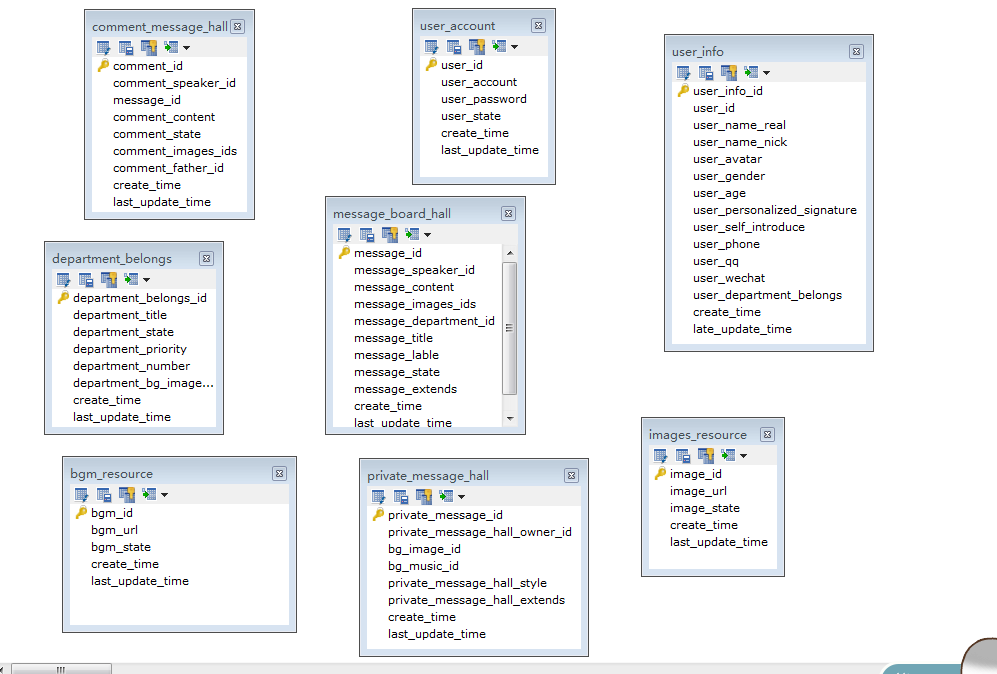 comment_message_hall
comment_id
comment_speaker_id
message_id
comment_content
comment_state
comment_images_ids
comment_father_id
create_time
last_update_time
user_account
user_id
user_account
user_password
user_state
create_time
last_update_time
user_info
user_info_id
user_id
user_name_real
user_name_nick
user_avatar
user_gender
user_age
user_personalized_signature
user_self_introduce
user_phone
user_qq
user_wechat
user_department_belongs
create_time
late_update_time
department_belongs
department_belongs_id
department_title
department_state
department_priority
department_number
department_bg_image...
create_time
last_update_time
message_board_hall
message_id
message_speaker_id
message_content
message_images_ids
message_department_id
message_title
message_lable
message_state
message_extends
create_time
last_update_time
bgm_resource
bgm_id
bgm_url
bgm_state
create_time
last_update_time
private_message_hall
private_message_id
private_message_hall_owner_id
bg_image_id
bg_music_id
private_message_hall_style
private_message_hall_extends
create_time
last_update_time
images_resource
image_id
image_url
image_state
create_time
last_update_time